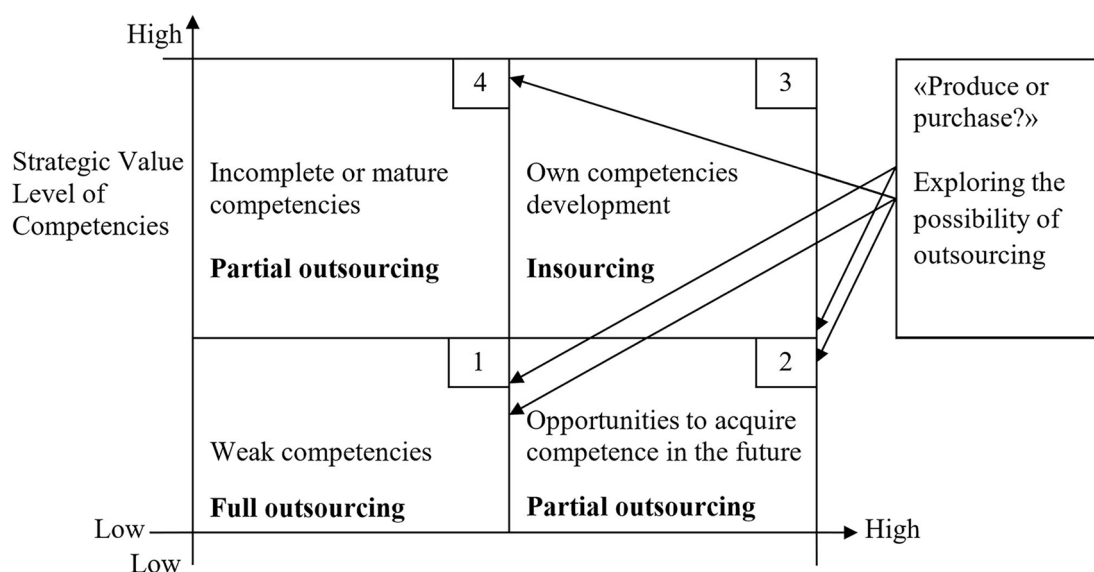 High
4
3
«Produce or
purchase?»
Exploring the
possibility of
outsourcing
Strategic Value
Level of
Competencies
Incomplete or mature
competencies
Partial outsourcing
Own competencies
development
Insourcing
1
2
Weak competencies
Full outsourcing
Opportunities to acquire
competence in the future
Partial outsourcing
Low
High
Low